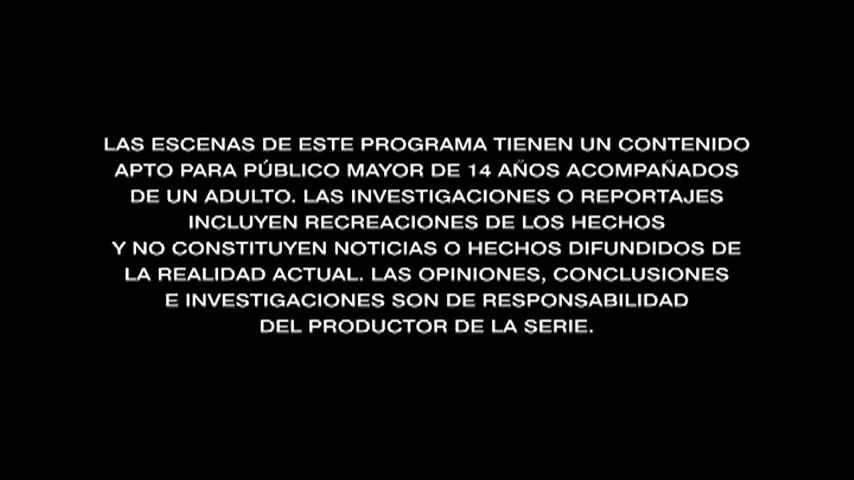 LAS ESCENAS DE ESTE PROGRAMA TIENEN UN CONTENIDO
APTO PARA PÚBLICO MAYOR DE 14 AÑOS ACOMPAÑADOS
DE UN ADULTO. LAS INVESTIGACIONES O REPORTAJES
INCLUYEN RECREACIONES DE LOS HECHOS
Y NO CONSTITUYEN NOTICIAS O HECHOS DIFUNDIDOS DE
LA REALIDAD ACTUAL. LAS OPINIONES, CONCLUSIONES
E INVESTIGACIONES SON DE RESPONSABILIDAD
DEL PRODUCTOR DE LA SERIE.